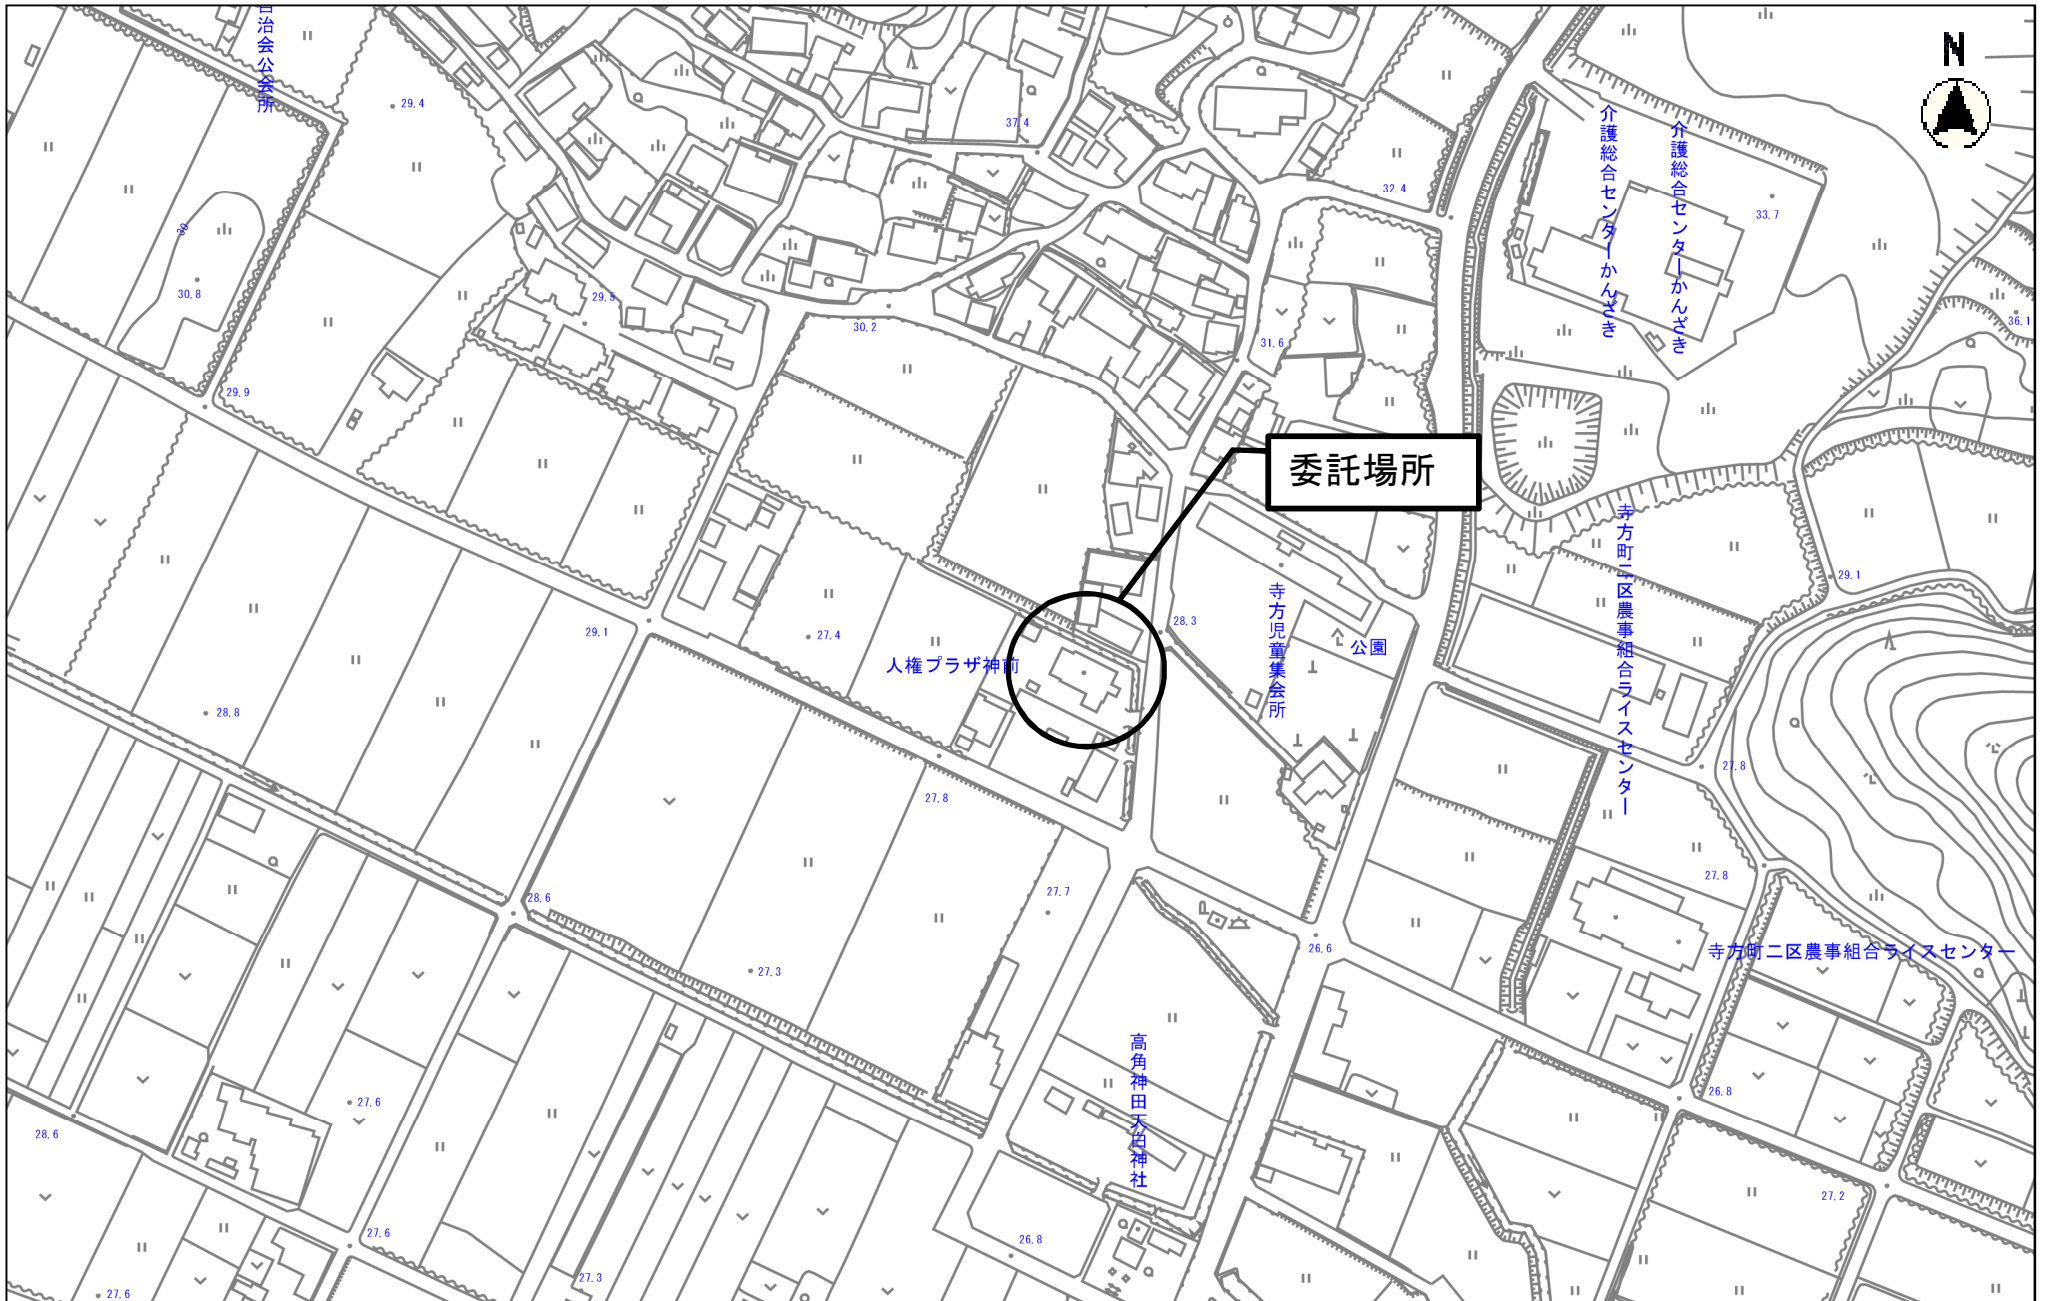 自治会公会所
N
29.4
37.4
介護総合センターかんざき
介護総合センターかんざき
32.4
33.7
30
30.8
29.5
30.2
31.6
36.1
29.9
委託場所
寺方町二区農事組合ライスセンター
29.1
29.1
27.4
28.3
寺方児童集会所
公園
人権プラザ神前
28.8
27.8
27.8
27.8
28.6
27.7
26.6
寺方町二区農事組合ライスセンター
27.3
高角神田天白神社
27.6
26.8
28.6
27.2
27.6
26.8
27.3
27.6